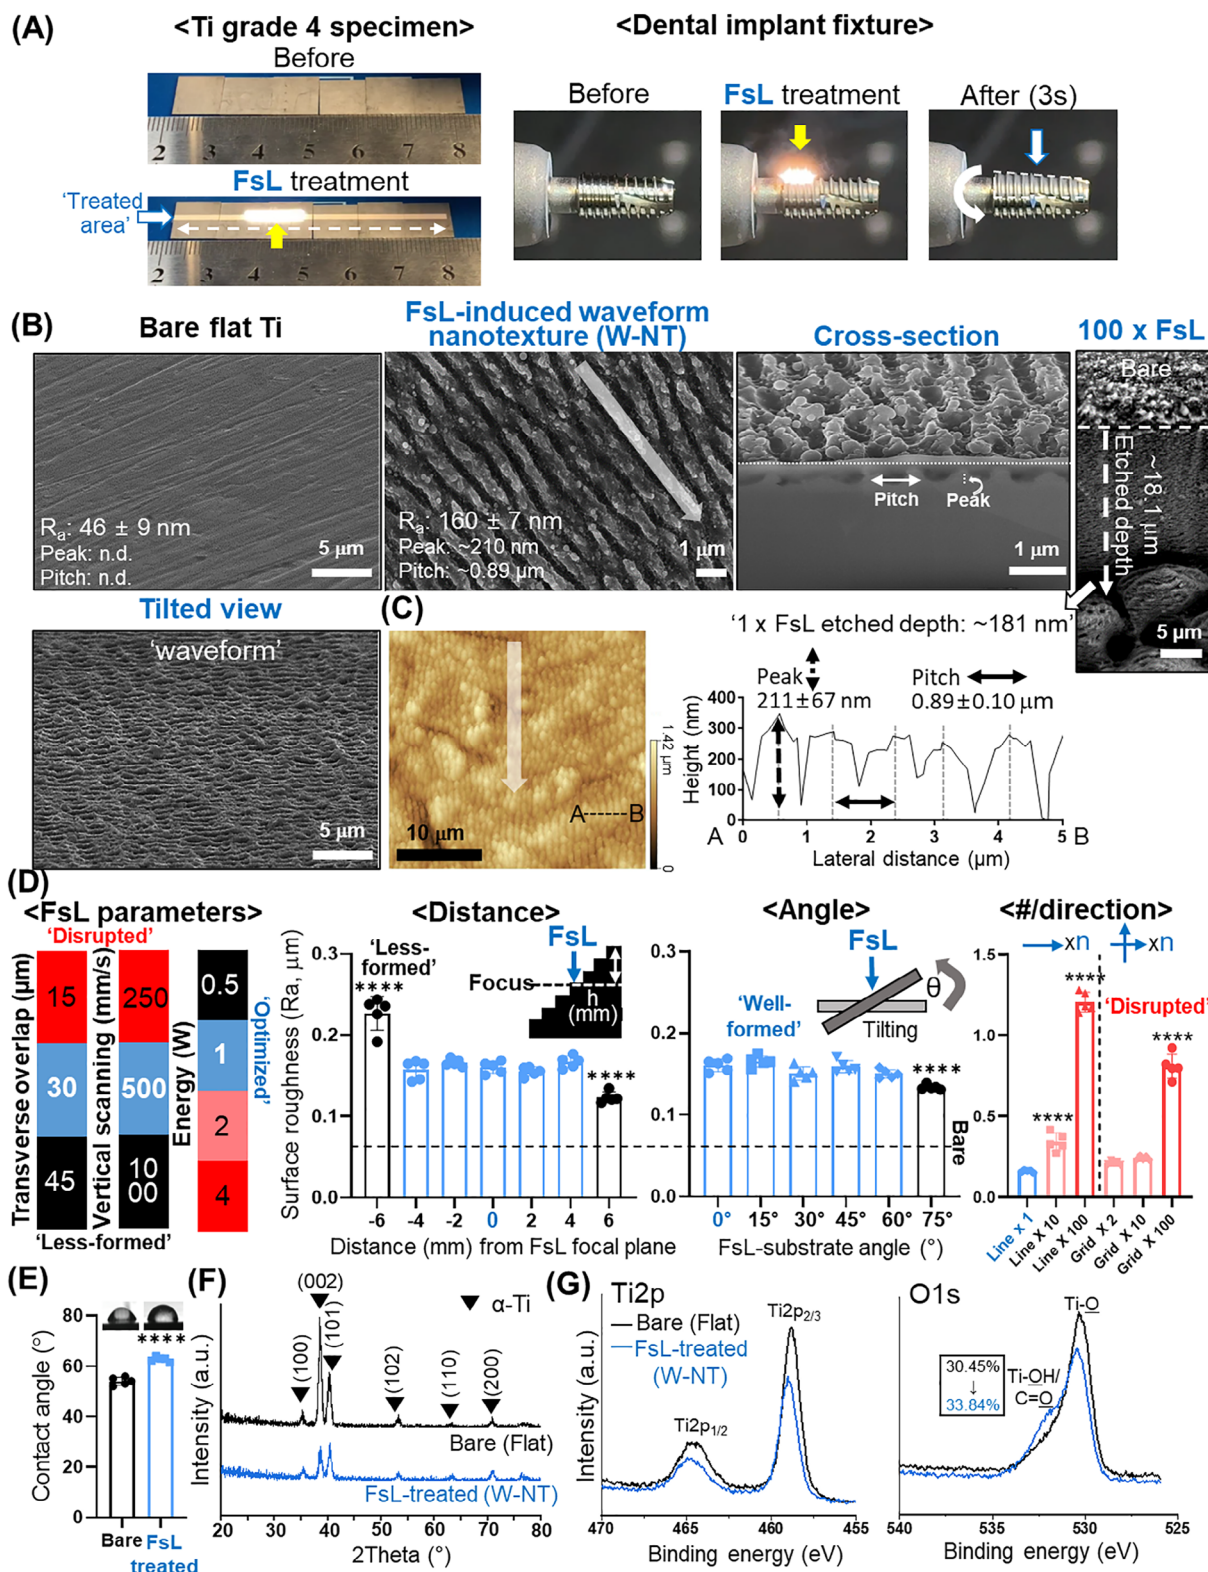 (A)
<Ti grade 4 specimen>
Before
2 3 4 5 6 7 8
FsL treatment
'Treated
area'
2 3 4 5 6 7 8
<Dental implant fixture>
Before
FsL treatment
After (3s)
(B)
Bare flat Ti
Ra: 46 ± 9 nm
Peak: n.d.
Pitch: n.d.
5 μm
FsL-induced waveform
nanotexture (W-NT)
Ra: 160 ± 7 nm
Peak: ~210 nm
Pitch: ~0.89 μm
1 μm
Cross-section
Pitch
Peak
1 μm
100 x FsL
Bare
Etched depth
~18.1 μm
5 μm
Tilted view
'waveform'
5 μm
(C)
A------B
10 μm
1.42 μm
0
'1 x FsL etched depth: ~181 nm'
Peak
211±67 nm
Pitch
0.89±0.10 μm
Height (nm)
400
300
200
100
0
A
0 1 2 3 4 5
B
Lateral distance (μm)
(D)
<FsL parameters>
'Disrupted'
Transverse overlap (μm)
15
30
45
Vertical scanning (mm/s)
250
500
10
00
Energy (W)
0.5
1
2
4
'Optimized'
'Less-formed'
<Distance>
Surface roughness (Ra, μm)
0.3
0.2
0.1
0.0
'Less-
formed'
****
FsL
Focus
h
(mm)
****
-6 -4 -2 0 2 4 6
Distance (mm) from FsL focal plane
<Angle>
0.3
0.2
0.1
0.0
FsL
θ
Tilting
'Well-
formed'
****
Bare
0° 15° 30° 45° 60° 75°
FsL-substrate angle (°)
<#/direction>
xn
xn
1.5
1.0
0.5
0.0
****
****
'Disrupted'
****
Line x 1
Line X 10
Line X 100
Grid X 2
Grid X 10
Grid X 100
(E)
Contact angle (°)
80
60
40
20
0
****
Bare
FsL
treated
(F)
Intensity (a.u.)
(100)
(002)
(101)
(102)
(110)
(200)
α-Ti
Bare (Flat)
FsL-treated (W-NT)
20 30 40 50 60 70 80
2Theta (°)
(G)
Intensity (a.u.)
Ti2p
Bare (Flat)
FsL-treated
(W-NT)
Ti2p2/3
Ti2p1/2
470 465 460 455
Binding energy (eV)
O1s
Ti-O
30.45%
↓
33.84%
Ti-OH/
C=O
540 535 530 525
Binding energy (eV)